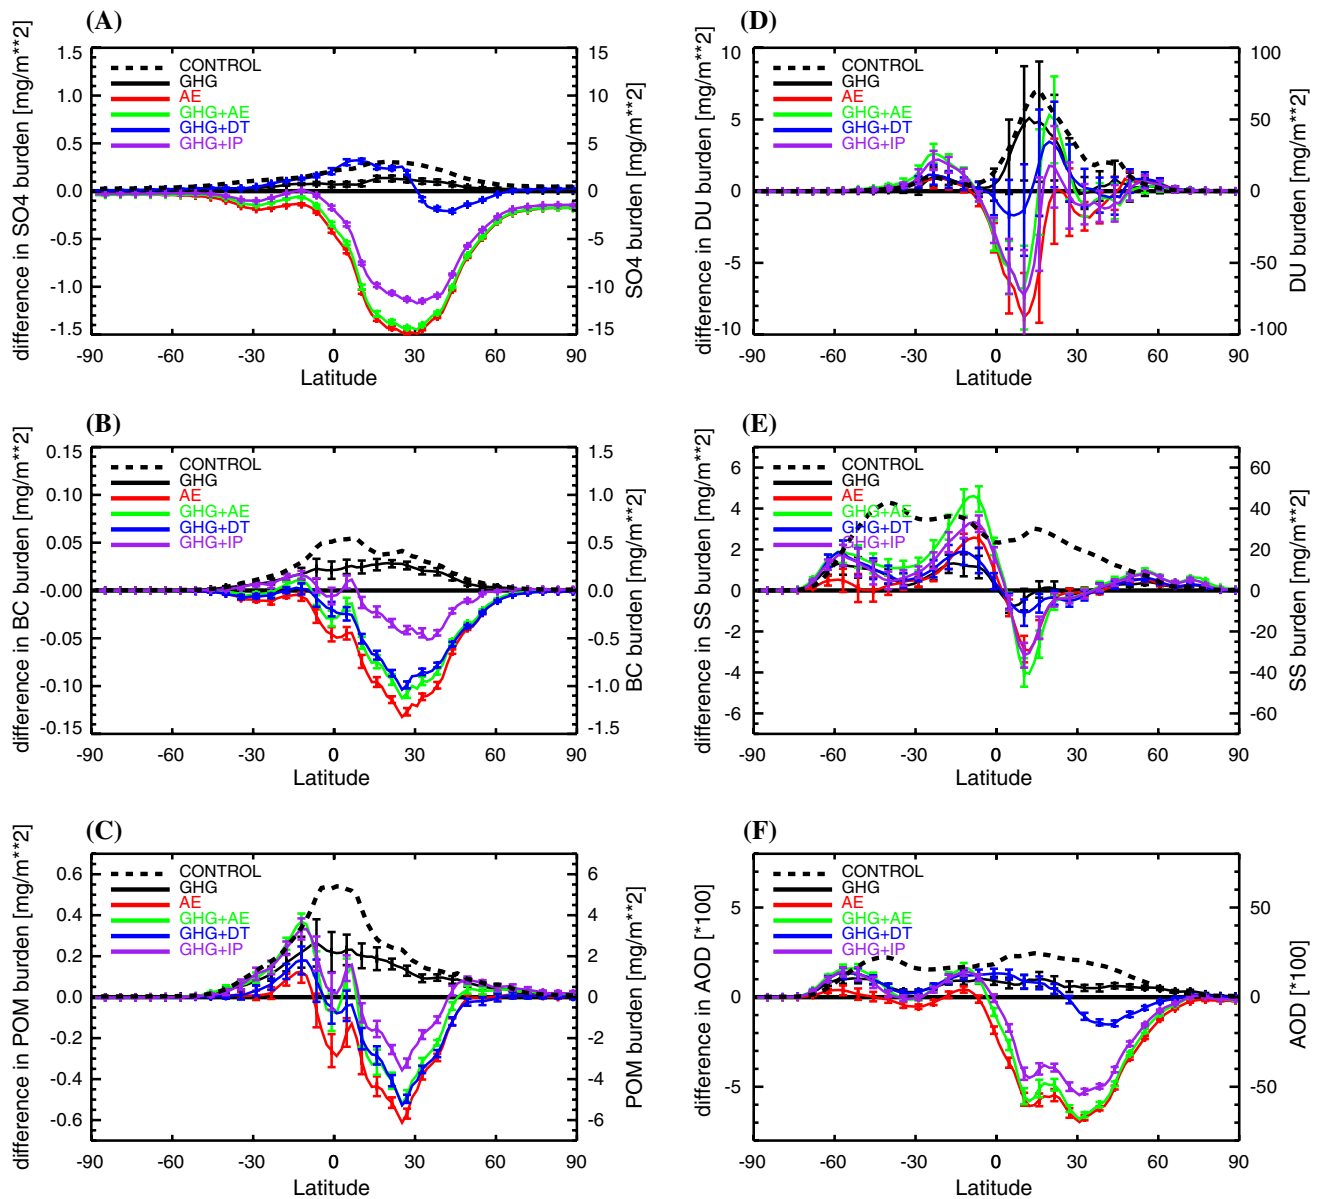 (A)
difference in SO4 burden [mg/m**2]
1.5
1.0
0.5
0.0
-0.5
-1.0
-1.5
CONTROL
GHG
AE
GHG+AE
GHG+DT
GHG+IP
15
10
5
0
-5
-10
-15
SO4 burden [mg/m**2]
-90 -60 -30 0 30 60 90
Latitude
(D)
difference in DU burden [mg/m**2]
10
5
0
-5
-10
CONTROL
GHG
AE
GHG+AE
GHG+DT
GHG+IP
100
50
0
-50
-100
DU burden [mg/m**2]
-90 -60 -30 0 30 60 90
Latitude
(B)
difference in BC burden [mg/m**2]
0.15
0.10
0.05
-0.00
-0.05
-0.10
-0.15
CONTROL
GHG
AE
GHG+AE
GHG+DT
GHG+IP
1.5
1.0
0.5
0.0
-0.5
-1.0
-1.5
BC burden [mg/m**2]
-90 -60 -30 0 30 60 90
Latitude
(E)
difference in SS burden [mg/m**2]
6
4
2
0
-2
-4
-6
CONTROL
GHG
AE
GHG+AE
GHG+DT
GHG+IP
60
40
20
0
-20
-40
-60
SS burden [mg/m**2]
-90 -60 -30 0 30 60 90
Latitude
(C)
difference in POM burden [mg/m**2]
0.6
0.4
0.2
0.0
-0.2
-0.4
-0.6
CONTROL
GHG
AE
GHG+AE
GHG+DT
GHG+IP
6
4
2
0
-2
-4
-6
POM burden [mg/m**2]
-90 -60 -30 0 30 60 90
Latitude
(F)
difference in AOD [*100]
5
0
-5
CONTROL
GHG
AE
GHG+AE
GHG+DT
GHG+IP
50
0
-50
AOD [*100]
-90 -60 -30 0 30 60 90
Latitude